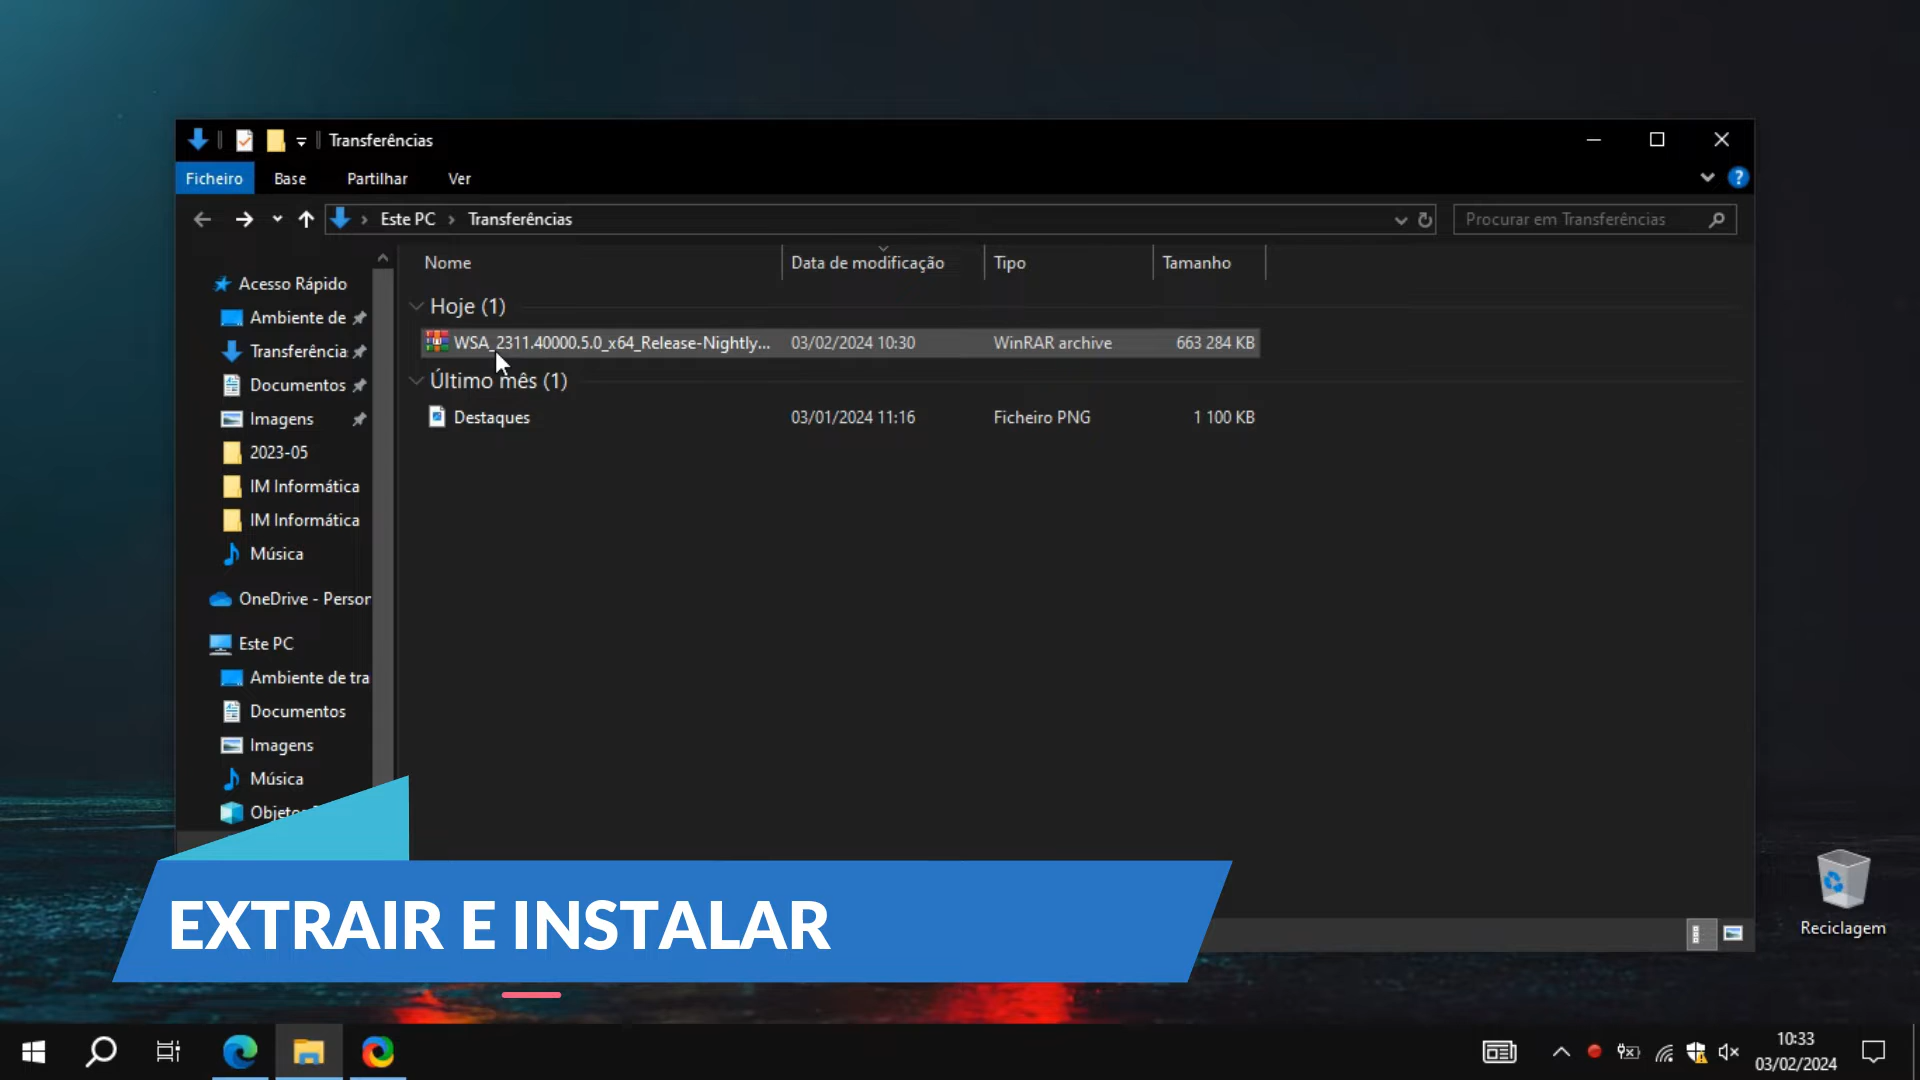 Transferências
Ficheiro Base Partilhar Ver ?
Este PC Transferências Procurar em Transferências
Nome Data de modificação Tipo Tamanho
Hoje (1)
WSA_2311.40000.5.0_x64_Release-Nightly... 03/02/2024 10:30 WinRAR archive 663 284 KB
Último mês (1)
Destaques 03/01/2024 11:16 Ficheiro PNG 1 100 KB
Acesso Rápido
Ambiente de
Transferência
Documentos
Imagens
2023-05
IM Informática
IM Informática
Música
OneDrive - Person
Este PC
Ambiente de tra
Documentos
Imagens
Música
EXTRAIR E INSTALAR
Reciclagem
10:33
03/02/2024